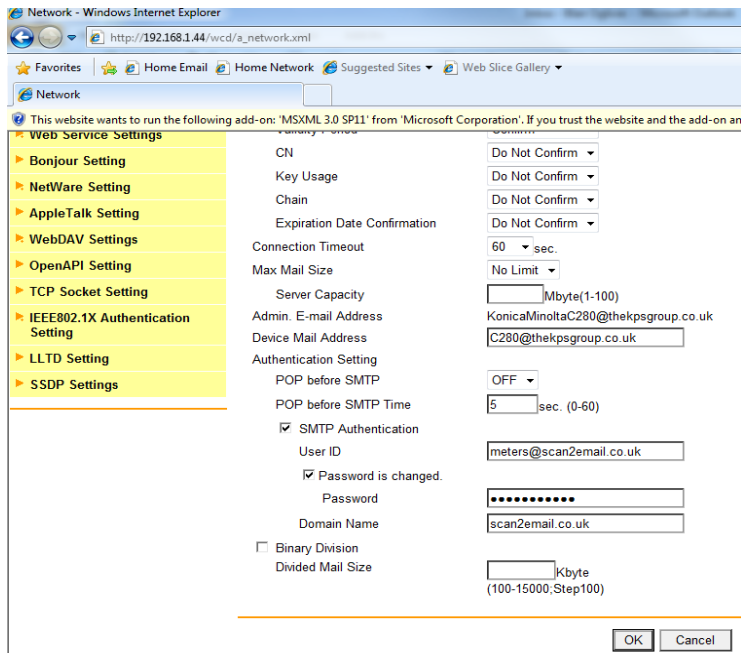 Network - Windows Internet Explorer
http://192.168.1.44/wcd/a_network.xml
Favorites Home Email Home Network Suggested Sites Web Slice Gallery
Network
This website wants to run the following add-on: 'MSXML 3.0 SP11' from 'Microsoft Corporation'. If you trust the website and the add-on an
Web Service Settings
Bonjour Setting
NetWare Setting
AppleTalk Setting
WebDAV Settings
OpenAPI Setting
TCP Socket Setting
IEEE802.1X Authentication
Setting
LLTD Setting
SSDP Settings
Validity Period Confirm
CN Do Not Confirm
Key Usage Do Not Confirm
Chain Do Not Confirm
Expiration Date Confirmation Do Not Confirm
Connection Timeout 60 sec.
Max Mail Size No Limit
Server Capacity Mbyte(1-100)
Admin. E-mail Address KonicaMinoltaC280@thekpsgroup.co.uk
Device Mail Address C280@thekpsgroup.co.uk
Authentication Setting
POP before SMTP OFF
POP before SMTP Time 5 sec. (0-60)
SMTP Authentication
User ID meters@scan2email.co.uk
Password is changed.
Password ●●●●●●●●●●●
Domain Name scan2email.co.uk
Binary Division
Divided Mail Size Kbyte
(100-15000;Step100)
OK Cancel